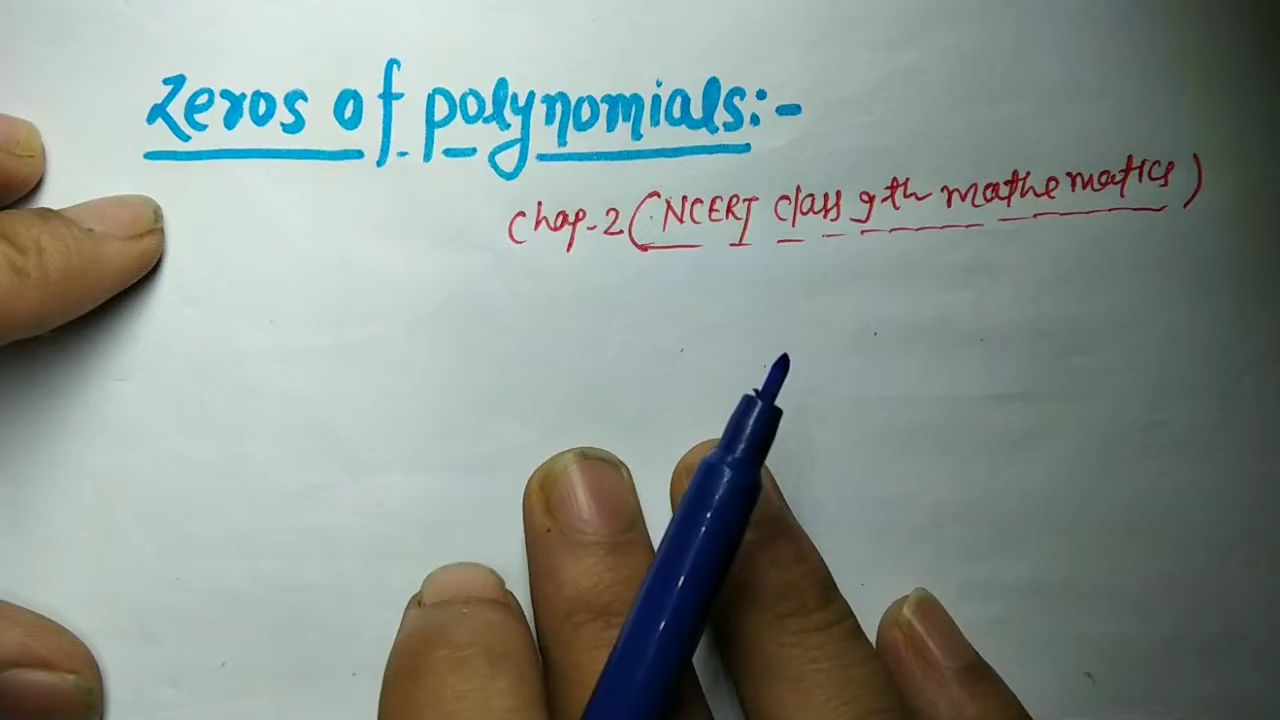 Zeros of polynomials:-
Chap.-2 (NCERT class 9th mathematics)